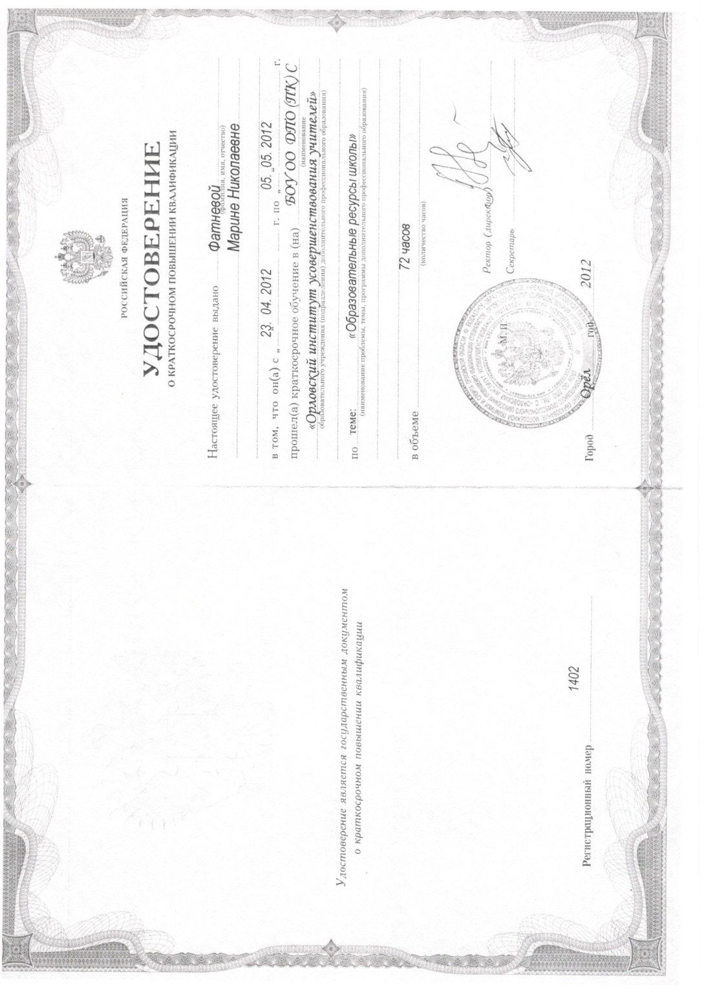 Удостоверение является государственным документом
о краткосрочном повышении квалификации
1402
Регистрационный номер
РОССИЙСКАЯ ФЕДЕРАЦИЯ
УДОСТОВЕРЕНИЕ
О КРАТКОСРОЧНОМ ПОВЫШЕНИИ КВАЛИФИКАЦИИ
Настоящее удостоверение выдано Фатневой
(фамилия, имя, отчество)
Марине Николаевне
в том, что он(а) с „ 23. 04. 2012 г. по „ 05. “ 05. 2012 г.
прошел(а) краткосрочное обучение в (на) БОУ ОО ДПО (ПК) С
(наименование
«Орловский институт усовершенствования учителей»
образовательного учреждения (подразделения) дополнительного профессионального образования)
по теме: «Образовательные ресурсы школы»
(наименование проблемы, темы, программы дополнительного профессионального образования)
в объеме 72 часов
(количество часов)
Ректор (директор)
М. П.
Секретарь
Город Орёл год 2012